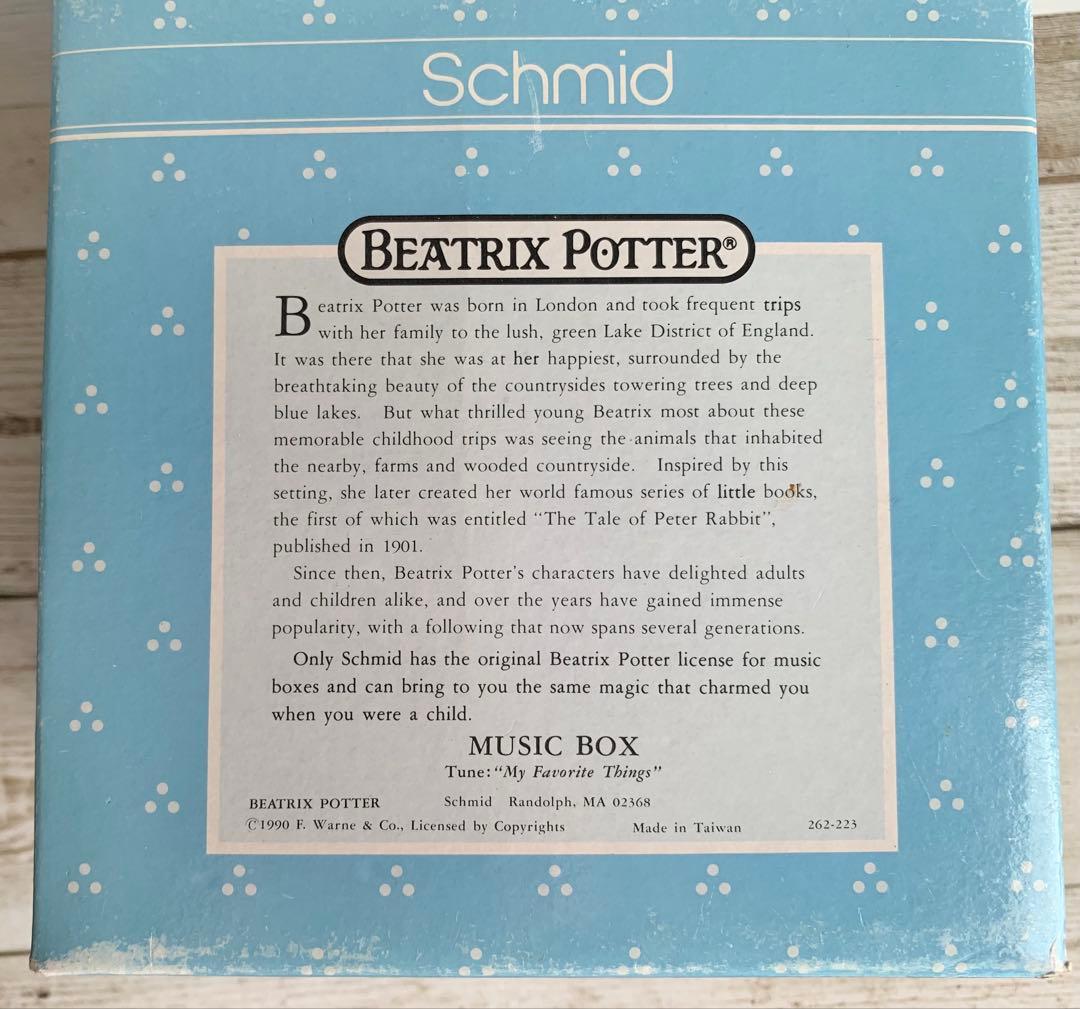 Schmid
BEATRIX POTTER®
Beatrix Potter was born in London and took frequent trips
with her family to the lush, green Lake District of England.
It was there that she was at her happiest, surrounded by the
breathtaking beauty of the countrysides towering trees and deep
blue lakes. But what thrilled young Beatrix most about these
memorable childhood trips was seeing the animals that inhabited
the nearby, farms and wooded countryside. Inspired by this
setting, she later created her world famous series of little books,
the first of which was entitled “The Tale of Peter Rabbit”,
published in 1901.
Since then, Beatrix Potter's characters have delighted adults
and children alike, and over the years have gained immense
popularity, with a following that now spans several generations.
Only Schmid has the original Beatrix Potter license for music
boxes and can bring to you the same magic that charmed you
when you were a child.
MUSIC BOX
Tune: “My Favorite Things”
BEATRIX POTTER Schmid Randolph, MA 02368
©1990 F. Warne & Co., Licensed by Copyrights Made in Taiwan 262-223